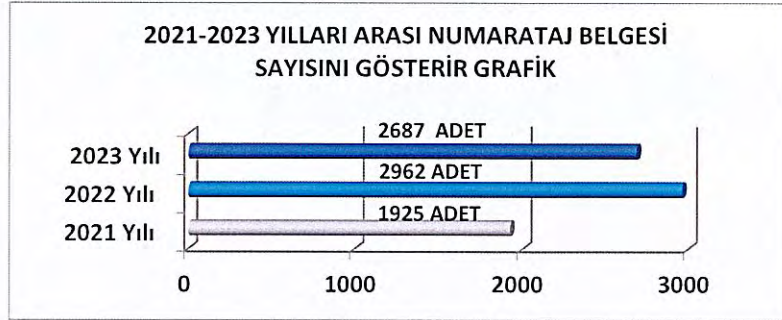 2021-2023 YILLARI ARASI NUMARATAJ BELGESİ
SAYISINI GÖSTERİR GRAFİK
2687 ADET
2023 Yılı
2962 ADET
2022 Yılı
1925 ADET
2021 Yılı
0 1000 2000 3000